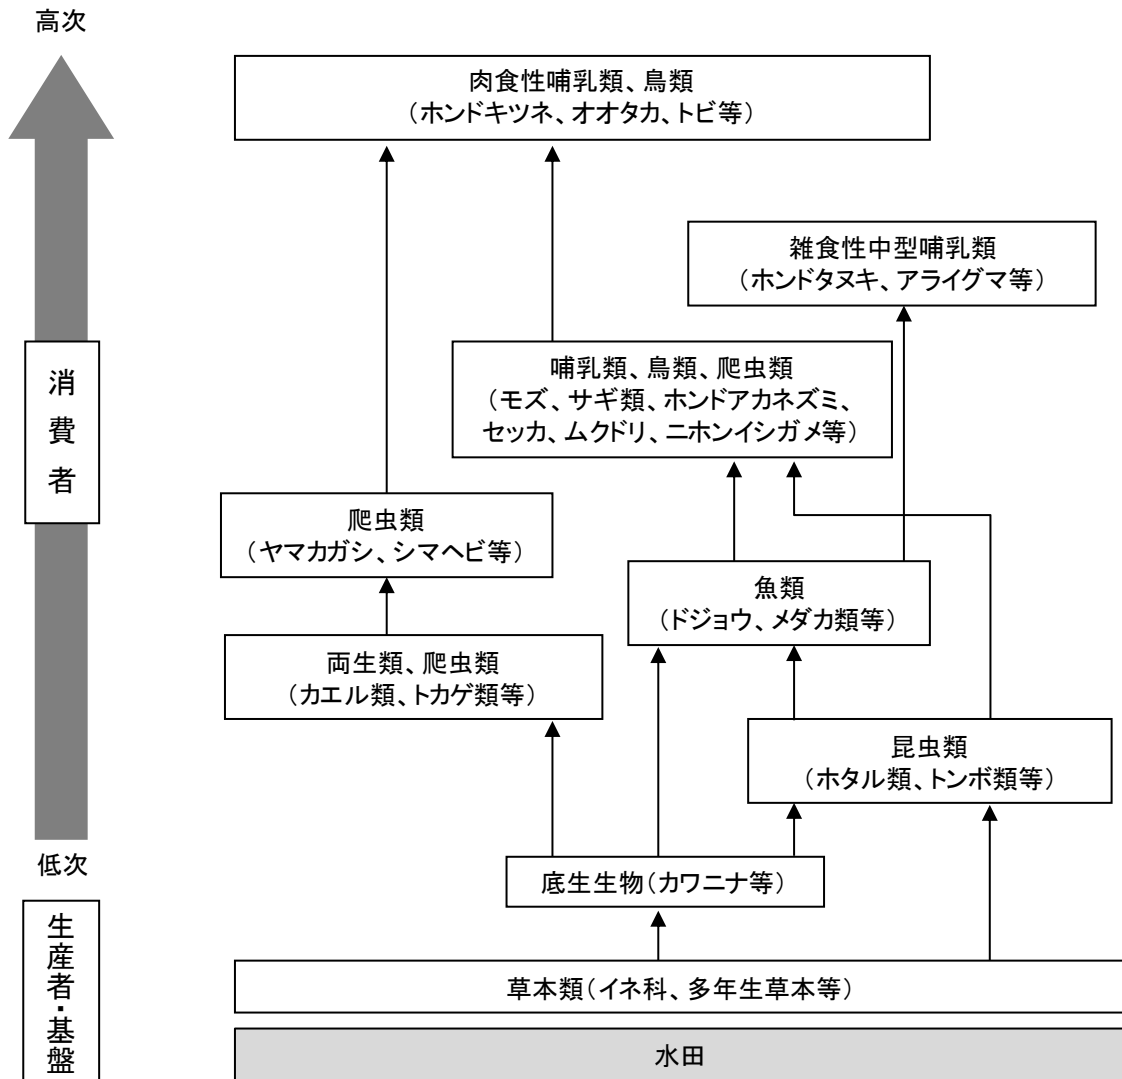 高次
肉食性哺乳類、鳥類
(ホンドキツネ、オオタカ、トビ等)
雑食性中型哺乳類
(ホンドタヌキ、アライグマ等)
消費者
哺乳類、鳥類、爬虫類
(モズ、サギ類、ホンドアカネズミ、
セッカ、ムクドリ、ニホンイシガメ等)
爬虫類
(ヤマカガシ、シマヘビ等)
魚類
(ドジョウ、メダカ類等)
両生類、爬虫類
(カエル類、トカゲ類等)
昆虫類
(ホタル類、トンボ類等)
低次
底生生物(カワニナ等)
生産者・基盤
草本類(イネ科、多年生草本等)
水田